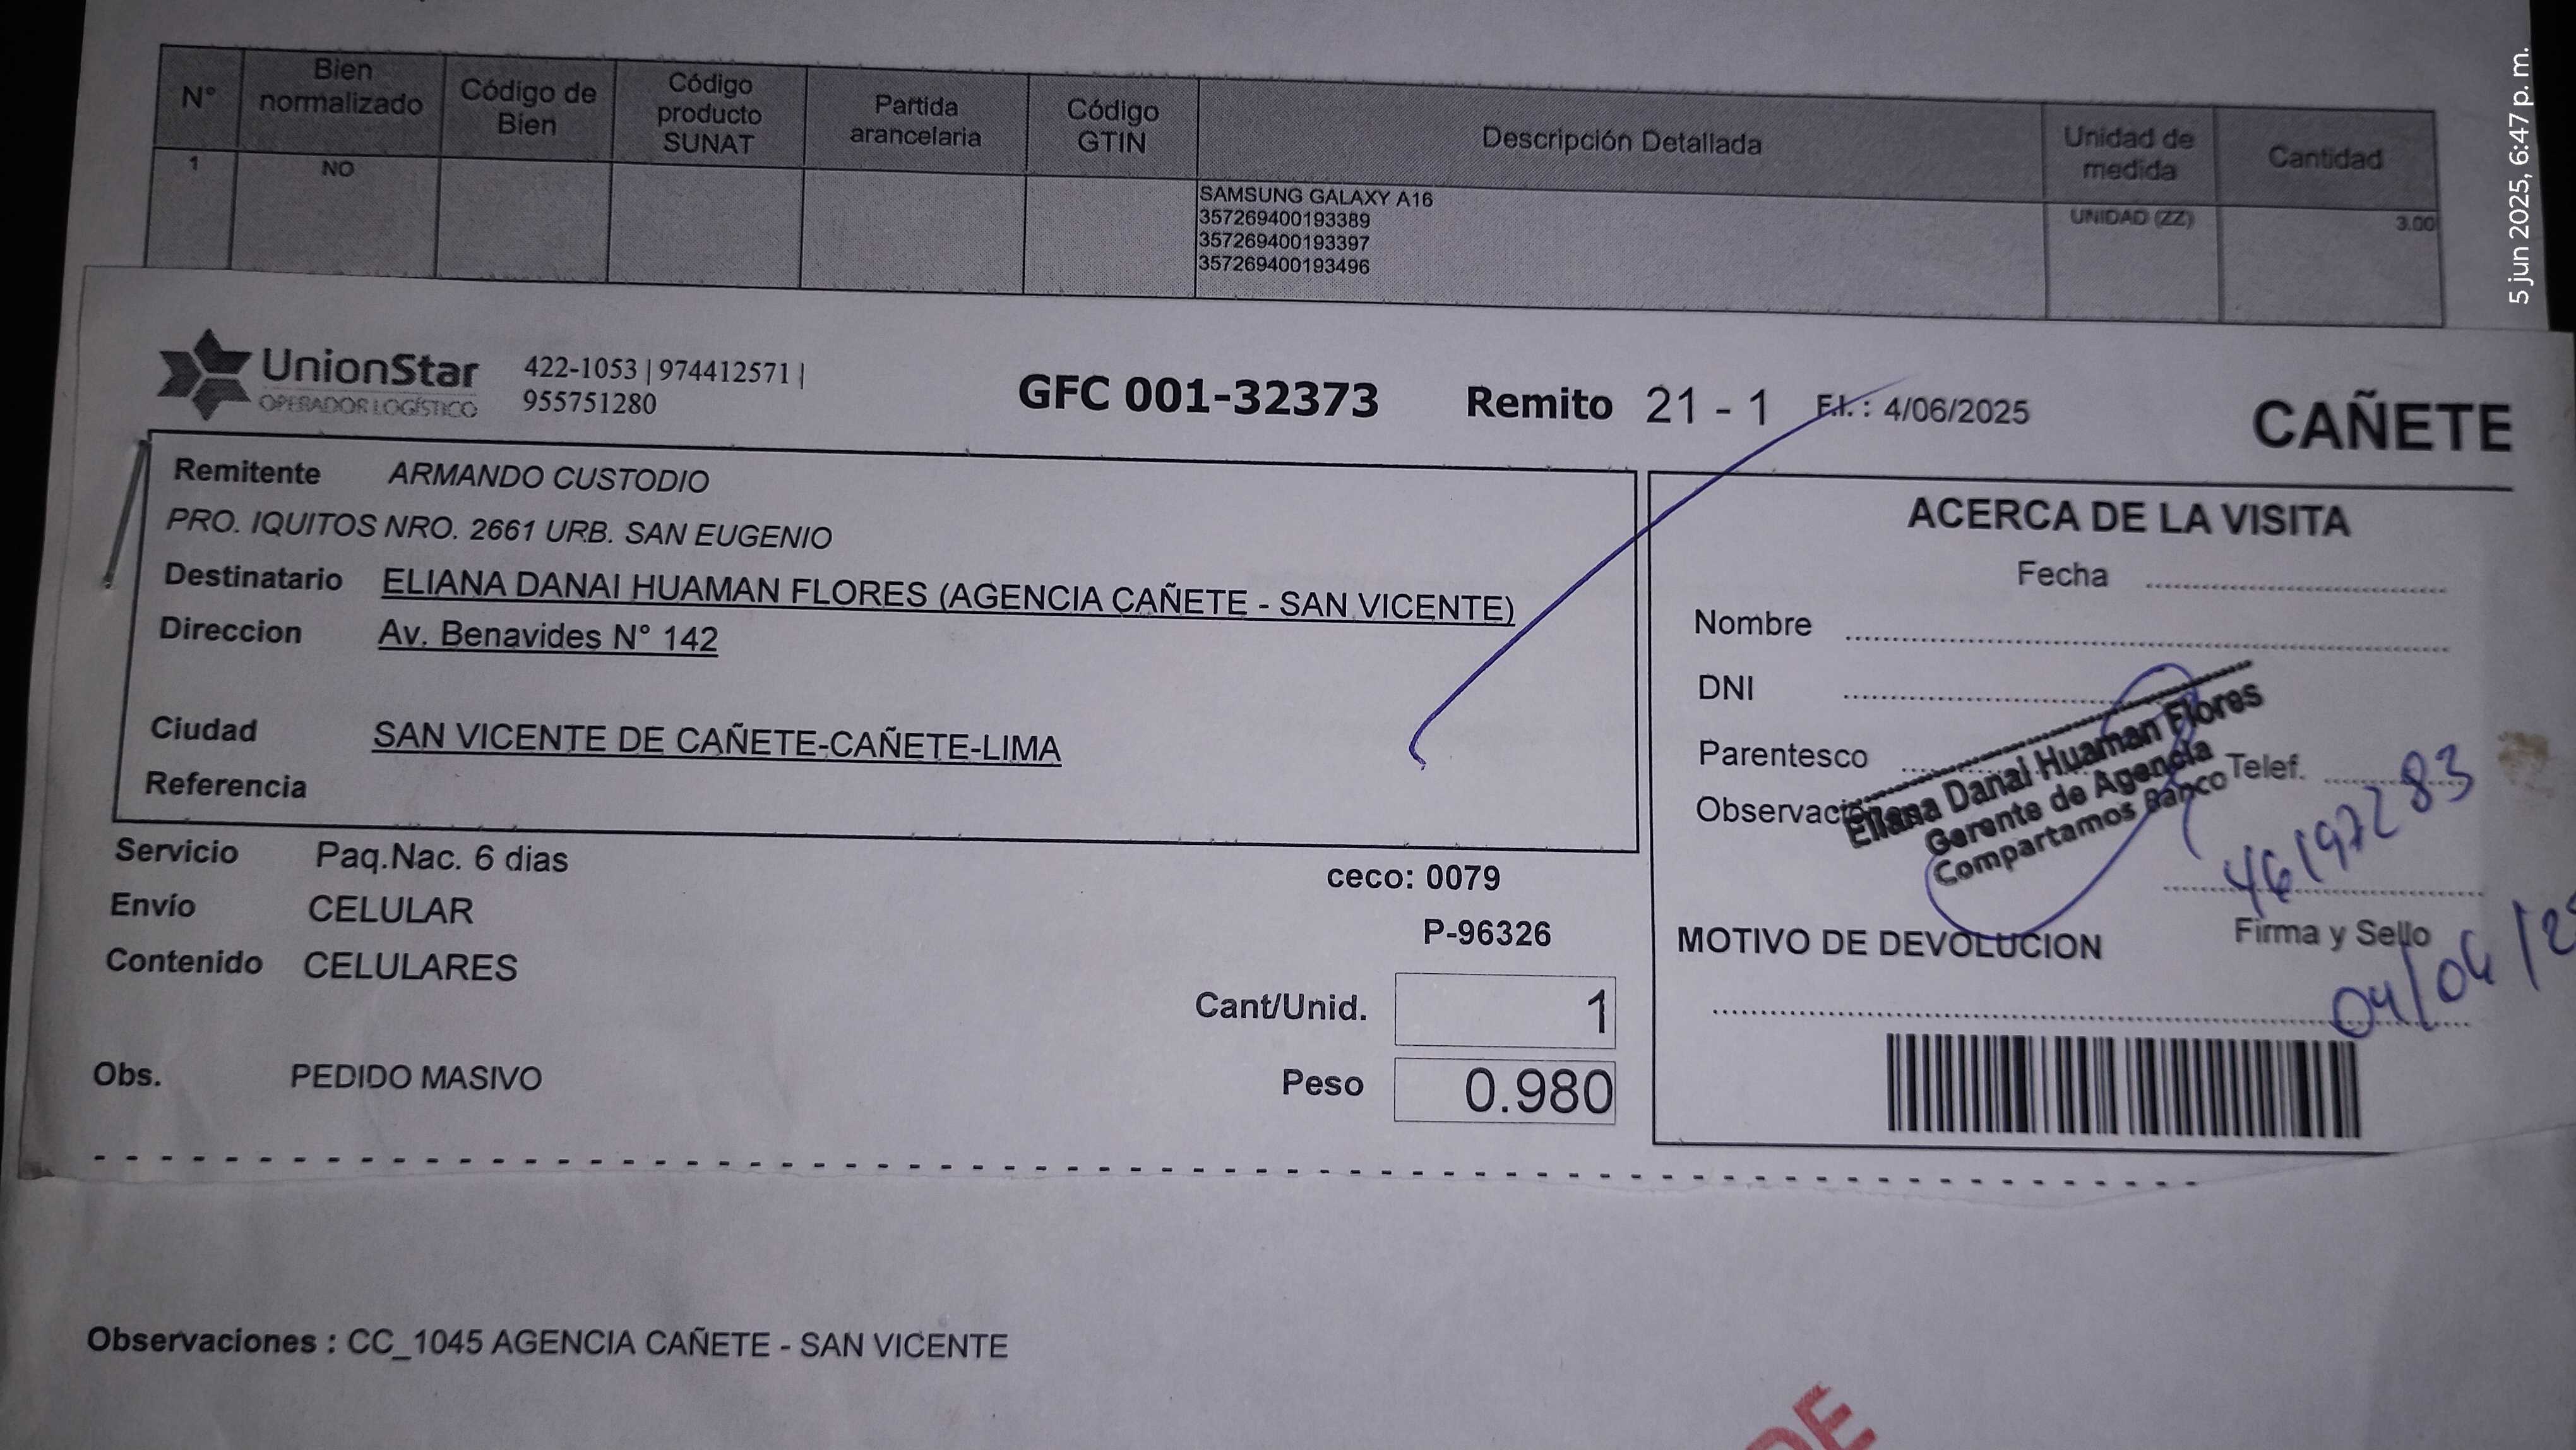 5 jun 2025, 6:47 p. m.
N° Bien normalizado Código de Bien Código producto SUNAT Partida arancelaria Código GTIN Descripción Detallada Unidad de medida Cantidad
1 NO SAMSUNG GALAXY A16 UNIDAD (ZZ) 3.00
357269400193389
357269400193397
357269400193496
UnionStar
OPERADOR LOGÍSTICO
422-1053 | 974412571 |
955751280
GFC 001-32373 Remito 21 - 1 F.I. : 4/06/2025 CAÑETE
Remitente ARMANDO CUSTODIO
PRO. IQUITOS NRO. 2661 URB. SAN EUGENIO
Destinatario ELIANA DANAI HUAMAN FLORES (AGENCIA CAÑETE - SAN VICENTE)
Direccion Av. Benavides N° 142
Ciudad SAN VICENTE DE CAÑETE-CAÑETE-LIMA
Referencia
ACERCA DE LA VISITA
Fecha
Nombre
DNI
Parentesco
Telef.
Eliana Danai Huaman Flores
Gerente de Agencia
Compartamos Banco
46197283
Firma y Sello
MOTIVO DE DEVOLUCION
Servicio Paq.Nac. 6 dias
Envío CELULAR
Contenido CELULARES
ceco: 0079
P-96326
Cant/Unid. 1
Peso 0.980
Obs. PEDIDO MASIVO
Observaciones : CC_1045 AGENCIA CAÑETE - SAN VICENTE
DE